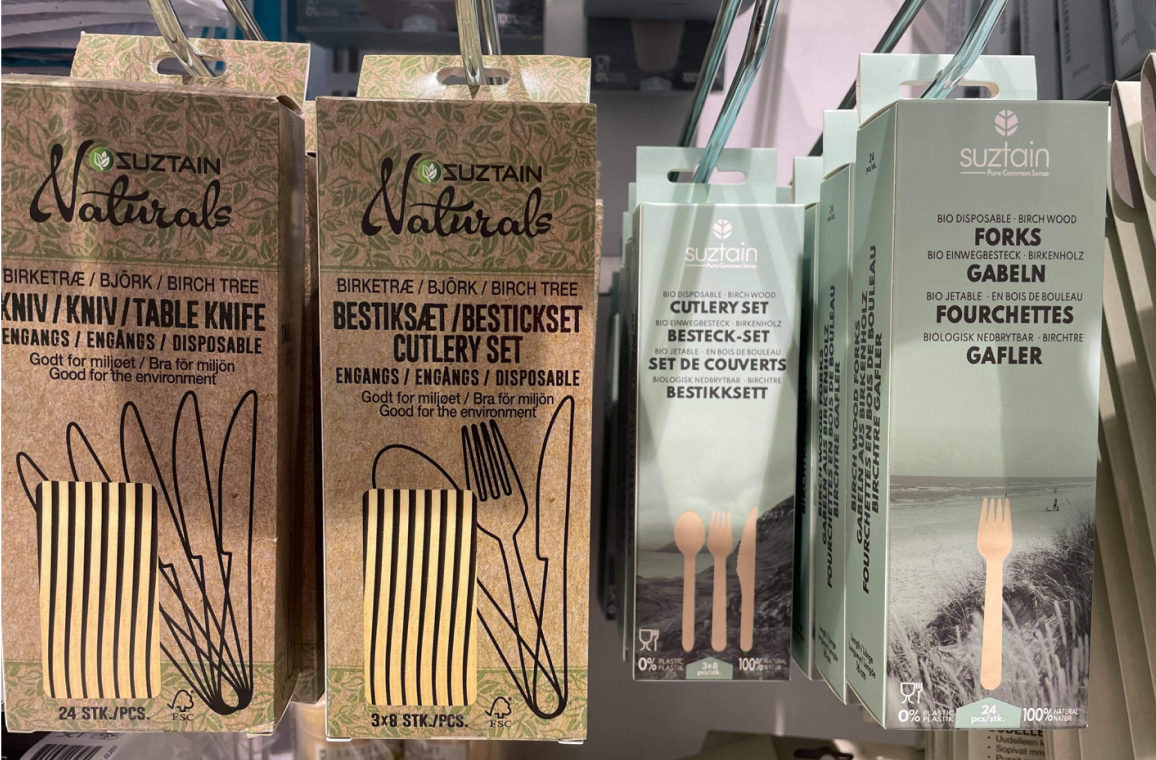 SUZTAIN
Naturals
BIRKETRÆ / BJÖRK / BIRCH TREE
KNIV / KNIV / TABLE KNIFE
ENGANGS / ENGÅNGS / DISPOSABLE
Godt for miljøet / Bra för miljön
Good for the environment
24 STK./PCS.
FSC
SUZTAIN
Naturals
BIRKETRÆ / BJÖRK / BIRCH TREE
BESTIKSÆT / BESTICKSET
CUTLERY SET
ENGANGS / ENGÅNGS / DISPOSABLE
Godt for miljøet / Bra för miljön
Good for the environment
3x8 STK./PCS.
FSC
suztain
Pure Common Sense
BIO DISPOSABLE · BIRCH WOOD
CUTLERY SET
BIO EINWEGBESTECK · BIRKENHOLZ
BESTECK-SET
BIO JETABLE · EN BOIS DE BOULEAU
SET DE COUVERTS
BIOLOGISK NEDBRYTBAR · BIRCHTRE
BESTIKKSETT
0% PLASTIC
PLASTIK
3x8
pcs/stk.
100% NATURAL
NATUR
24
pcs/stk.
BIRCH WOOD FORKS
GABELN AUS BIRKENHOLZ
FOURCHETTES EN BOIS DE BOULEAU
BIRCHTRE GAFLER
suztain
Pure Common Sense
BIO DISPOSABLE · BIRCH WOOD
FORKS
BIO EINWEGBESTECK · BIRKENHOLZ
GABELN
BIO JETABLE · EN BOIS DE BOULEAU
FOURCHETTES
BIOLOGISK NEDBRYTBAR · BIRCHTRE
GAFLER
0% PLASTIC
PLASTIK
24
pcs/stk.
100% NATURAL
NATUR